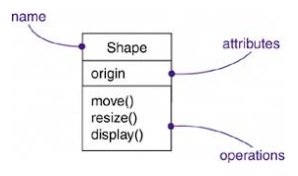 name
Shape
attributes
origin
move()
resize()
display()
operations